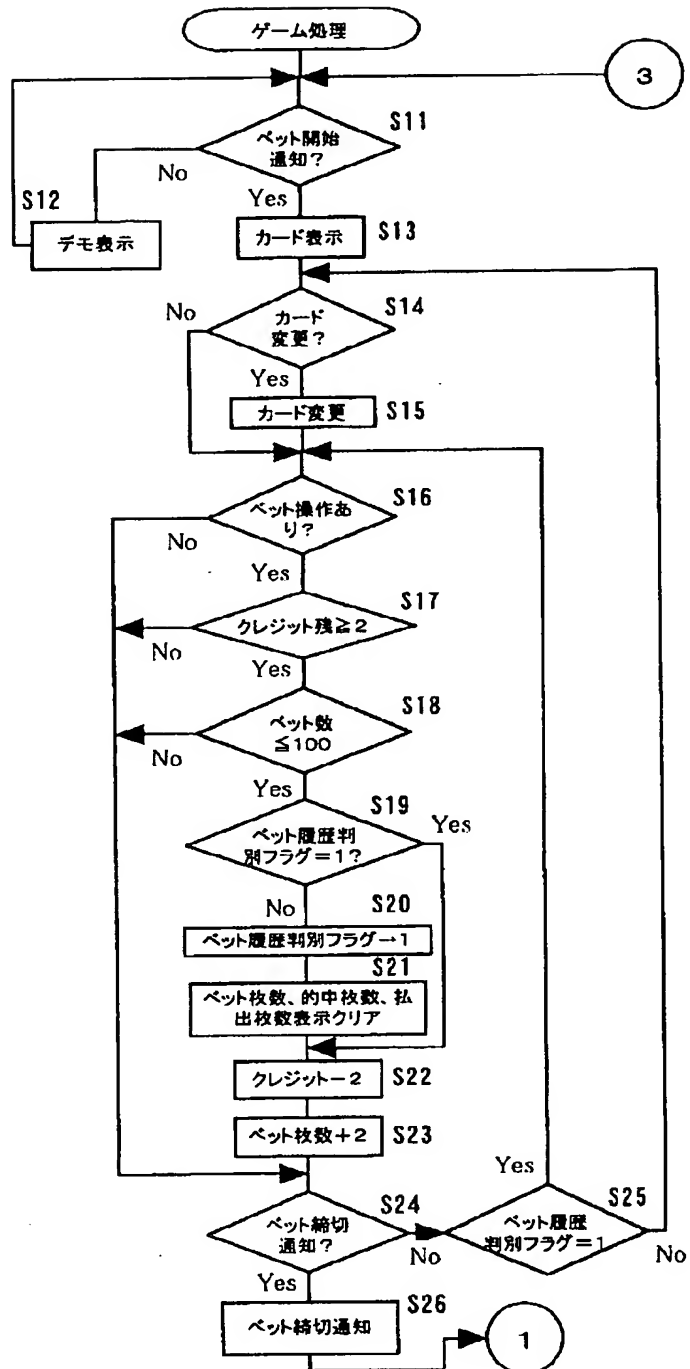 ゲーム処理
3
S11
ベット開始
通知？
No
Yes
S12
デモ表示
カード表示
S13
S14
カード
変更？
No
Yes
カード変更
S15
S16
ベット操作あ
り？
No
Yes
S17
クレジット残≧2
No
Yes
S18
ベット数
≦100
No
Yes
S19
ベット履歴判
別フラグ＝1？
Yes
No
S20
ベット履歴判別フラグ→1
S21
ベット枚数、的中枚数、払
出枚数表示クリア
クレジットー2
S22
ベット枚数＋2
S23
S24
ベット締切
通知？
No
Yes
S25
ベット履歴
判別フラグ＝1
Yes
No
S26
ベット締切通知
1